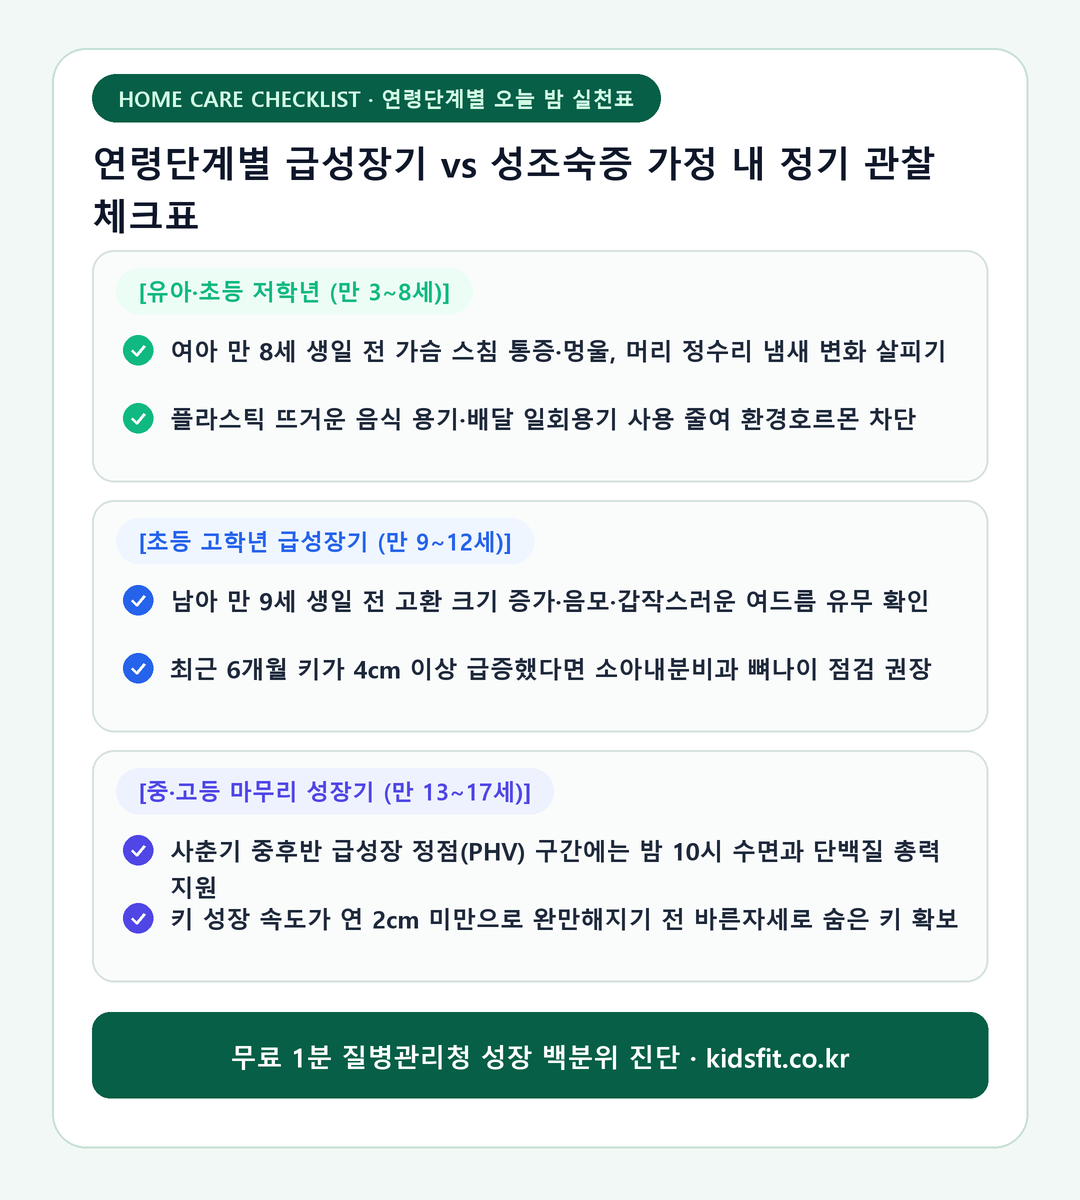 HOME CARE CHECKLIST · 연령단계별 오늘 밤 실천표
연령단계별 급성장기 vs 성조숙증 가정 내 정기 관찰
체크표
[유아·초등 저학년 (만 3~8세)]
여아 만 8세 생일 전 가슴 스침 통증·멍울, 머리 정수리 냄새 변화 살피기
플라스틱 뜨거운 음식 용기·배달 일회용기 사용 줄여 환경호르몬 차단
[초등 고학년 급성장기 (만 9~12세)]
남아 만 9세 생일 전 고환 크기 증가·음모·갑작스러운 여드름 유무 확인
최근 6개월 키가 4cm 이상 급증했다면 소아내분비과 뼈나이 점검 권장
[중·고등 마무리 성장기 (만 13~17세)]
사춘기 중후반 급성장 정점(PHV) 구간에는 밤 10시 수면과 단백질 총력
지원
키 성장 속도가 연 2cm 미만으로 완만해지기 전 바른자세로 숨은 키 확보
무료 1분 질병관리청 성장 백분위 진단 · kidsfit.co.kr